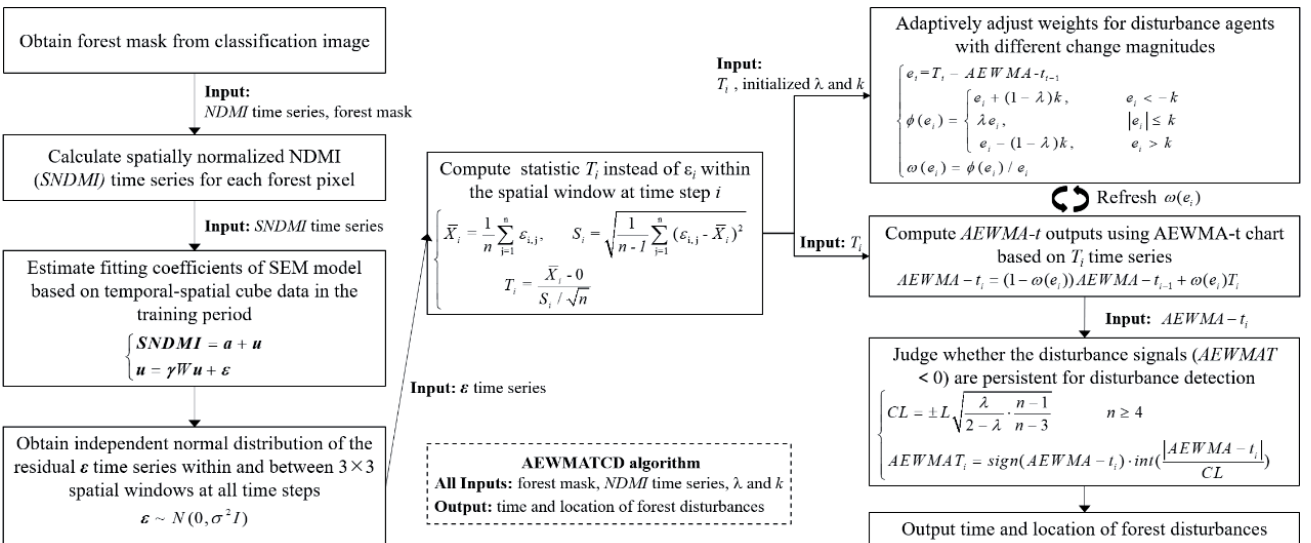 Obtain forest mask from classification image
Input:
NDMI time series, forest mask
Calculate spatially normalized NDMI
(SNDMI) time series for each forest pixel
Input: SNDMI time series
Estimate fitting coefficients of SEM model
based on temporal-spatial cube data in the
training period
{ SNDMI = a + u
u = γWu + ε
Obtain independent normal distribution of the
residual ε time series within and between 3×3
spatial windows at all time steps
ε ~ N(0, σ²I)
Input: ε time series
Compute statistic Tᵢ instead of εᵢ within
the spatial window at time step i
{ X̄ᵢ = 1/n ∑ⱼ₌₁ⁿ εᵢ,ⱼ, Sᵢ = √(1/(n - 1) ∑ⱼ₌₁ⁿ (εᵢ,ⱼ - X̄ᵢ)²)
Tᵢ = (X̄ᵢ - 0) / (Sᵢ / √n)
AEWMATCD algorithm
All Inputs: forest mask, NDMI time series, λ and k
Output: time and location of forest disturbances
Input:
Tᵢ , initialized λ and k
Input: Tᵢ
Adaptively adjust weights for disturbance agents
with different change magnitudes
{ eᵢ = Tᵢ − AEWMA-tᵢ₋₁
ϕ(eᵢ) = { eᵢ + (1 − λ)k, eᵢ < −k
λeᵢ, |eᵢ| ≤ k
eᵢ − (1 − λ)k, eᵢ > k
ω(eᵢ) = ϕ(eᵢ) / eᵢ
Refresh ω(eᵢ)
Compute AEWMA-t outputs using AEWMA-t chart
based on Tᵢ time series
AEWMA − tᵢ = (1 − ω(eᵢ))AEWMA − tᵢ₋₁ + ω(eᵢ)Tᵢ
Input: AEWMA − tᵢ
Judge whether the disturbance signals (AEWMAT
< 0) are persistent for disturbance detection
{ CL = ±L√(λ/(2 − λ) · (n − 1)/(n − 3)) n ≥ 4
AEWMATᵢ = sign(AEWMA − tᵢ) · int(|AEWMA − tᵢ| / CL)
Output time and location of forest disturbances